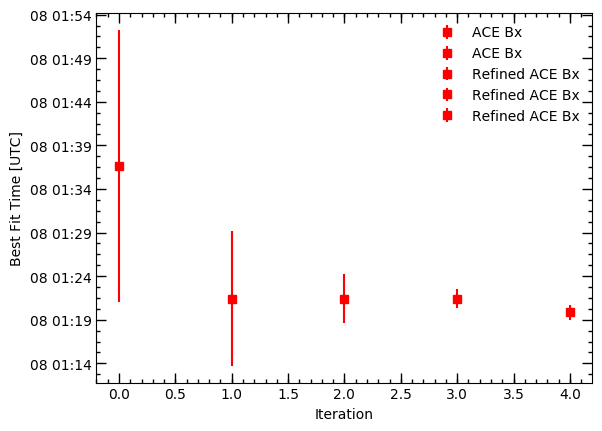 08 01:54
08 01:49
08 01:44
08 01:39
08 01:34
08 01:29
08 01:24
08 01:19
08 01:14
Best Fit Time [UTC]
ACE Bx
ACE Bx
Refined ACE Bx
Refined ACE Bx
Refined ACE Bx
0.0 0.5 1.0 1.5 2.0 2.5 3.0 3.5 4.0
Iteration